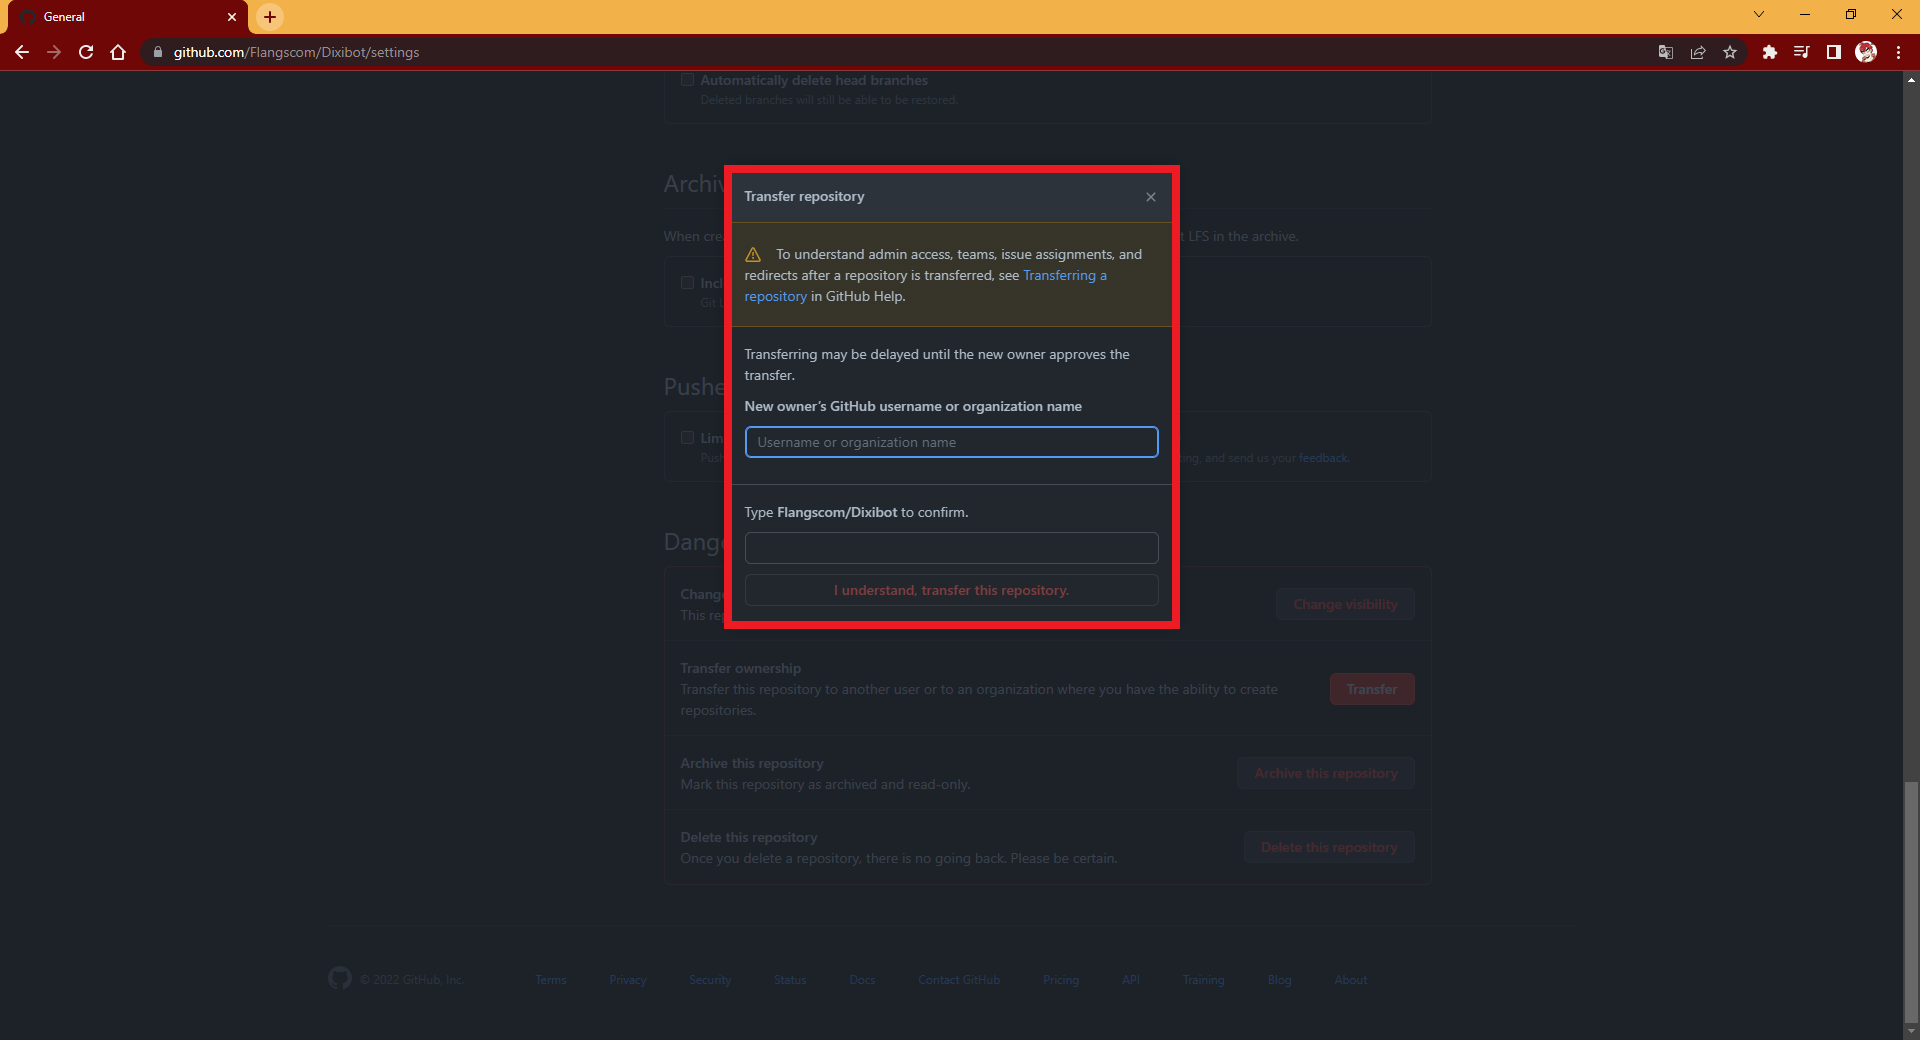 General
github.com/Flangscom/Dixibot/settings
Automatically delete head branches
Deleted branches will still be able to be restored.
Archiv
When cre
t LFS in the archive.
Incl
Git L
Pushe
Lim
Push
ng, and send us your feedback.
Transfer repository
To understand admin access, teams, issue assignments, and
redirects after a repository is transferred, see Transferring a
repository in GitHub Help.
Transferring may be delayed until the new owner approves the
transfer.
New owner's GitHub username or organization name
Username or organization name
Type Flangscom/Dixibot to confirm.
I understand, transfer this repository.
Dange
Change
This rep
Change visibility
Transfer ownership
Transfer this repository to another user or to an organization where you have the ability to create
repositories.
Transfer
Archive this repository
Mark this repository as archived and read-only.
Archive this repository
Delete this repository
Once you delete a repository, there is no going back. Please be certain.
Delete this repository
© 2022 GitHub, Inc. Terms Privacy Security Status Docs Contact GitHub Pricing API Training Blog About